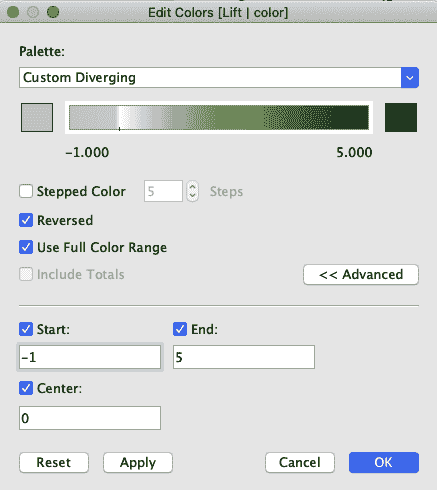 Edit Colors [Lift | color]
Palette:
Custom Diverging
-1.000 5.000
Stepped Color 5 Steps
Reversed
Use Full Color Range
Include Totals << Advanced
Start: End:
-1 5
Center:
0
Reset Apply Cancel OK